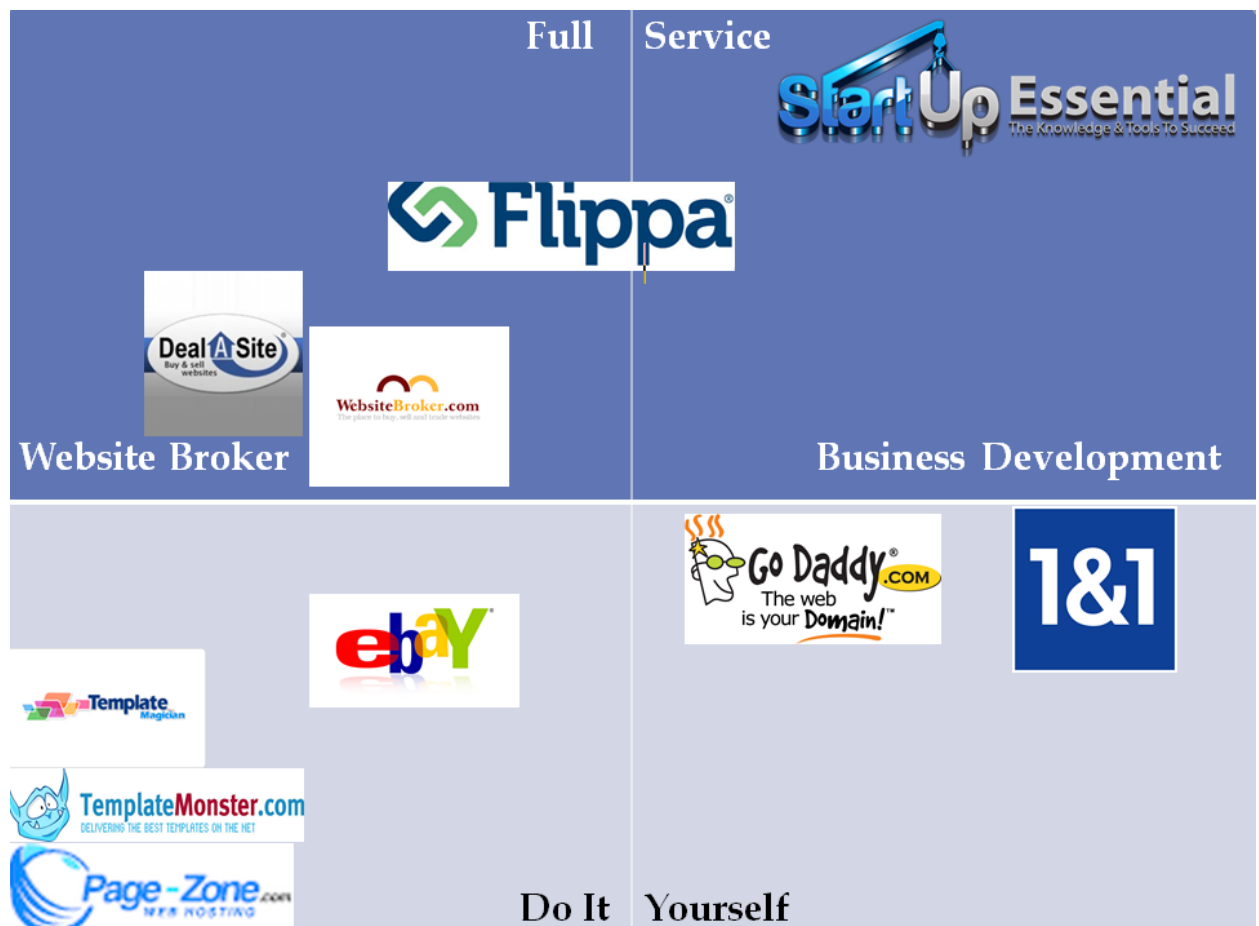 Full Service
StartUp Essential
The Knowledge & Tools To Succeed
Flippa®
Deal A Site®
Buy & sell
websites
WebsiteBroker.com
The place to buy, sell and trade websites
Website Broker
Business Development
Go Daddy®.COM
The web
is your Domain!™
1&1
ebaY®
Template
Magician
TemplateMonster.com
DELIVERING THE BEST TEMPLATES ON THE NET
Page-Zone.com
WEB HOSTING
Do It Yourself